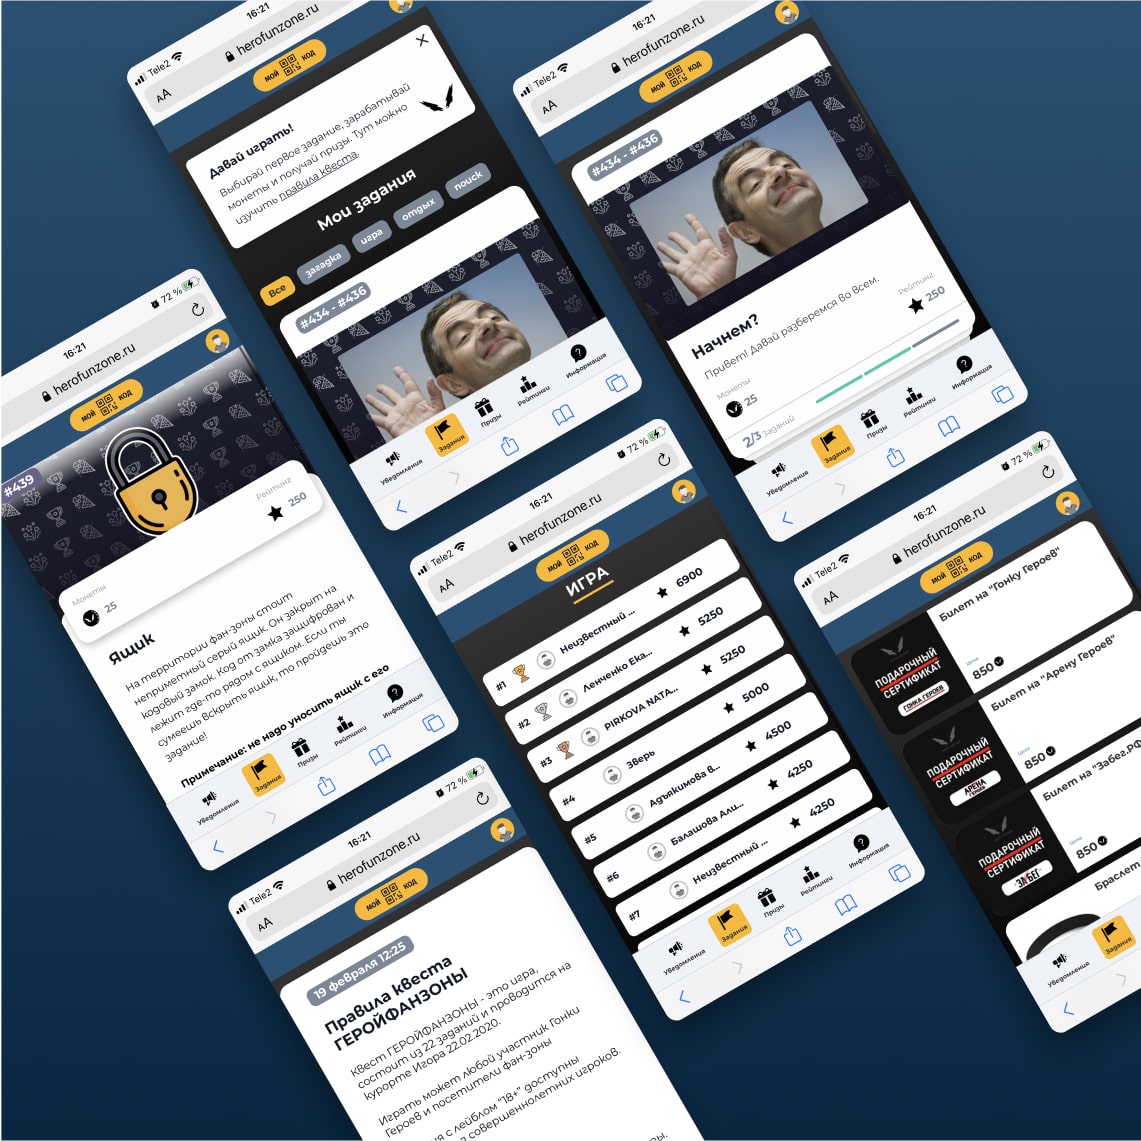 16:21
Tele2
herofunzone.ru
АА
МОЙ КОД
Давай играть!
Выбирай первое задание, зарабатывай
монеты и получай призы. Тут можно
изучить правила квеста.
Мои задания
Все
загадка
игра
отдых
поиск
#434 - #436
Уведомления
Задания
Призы
Рейтинги
Информация
16:21
Tele2
herofunzone.ru
АА
МОЙ КОД
#434 - #436
Начнем?
Привет! Давай разберемся во всем.
Монеты
25
Рейтинг
250
2/3 Заданий
Уведомления
Задания
Призы
Рейтинги
Информация
16:21
72 %
herofunzone.ru
МОЙ КОД
#439
Монеты
25
Рейтинг
250
Ящик
На территории фан-зоны стоит
неприметный серый ящик. Он закрыт на
кодовый замок. Код от замка зашифрован и
лежит где-то рядом с ящиком. Если ты
сумеешь вскрыть ящик, то пройдешь это
задание!
Примечание: не надо уносить ящик с его
Уведомления
Задания
Призы
Рейтинги
Информация
16:21
Tele2
72 %
herofunzone.ru
АА
МОЙ КОД
ИГРА
#1 Неизвестный ... 6900
#2 Ленченко Ека... 5250
#3 PIRKOVA NATA... 5250
#4 Зверь 5000
#5 Адъякимова В... 4500
#6 Балашова Али... 4250
#7 Неизвестный ... 4250
Уведомления
Задания
Призы
Рейтинги
Информация
16:21
Tele2
72 %
herofunzone.ru
АА
МОЙ КОД
ПОДАРОЧНЫЙ
СЕРТИФИКАТ
ГОНКА ГЕРОЕВ
Билет на "Гонку Героев"
Цена
850
ПОДАРОЧНЫЙ
СЕРТИФИКАТ
АРЕНА
ГЕРОЕВ
Билет на "Арену Героев"
Цена
850
ПОДАРОЧНЫЙ
СЕРТИФИКАТ
ЗАБЕГ
Билет на "Забег.РФ
Цена
850
Браслет
Уведомления
Задания
16:21
Tele2
72 %
herofunzone.ru
АА
МОЙ КОД
19 февраля 12:25
Правила квеста
ГЕРОЙФАНЗОНЫ
Квест ГЕРОЙФАНЗОНЫ - это игра,
состоит из 22 заданий и проводится на
курорте Игора 22.02.2020.
Играть может любой участник Гонки
Героев и посетители фан-зоны
с лейблом "18+" доступны
совершеннолетних игроков.